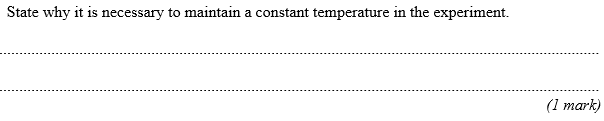 State why it is necessary to maintain a constant temperature in the experiment.
(1 mark)